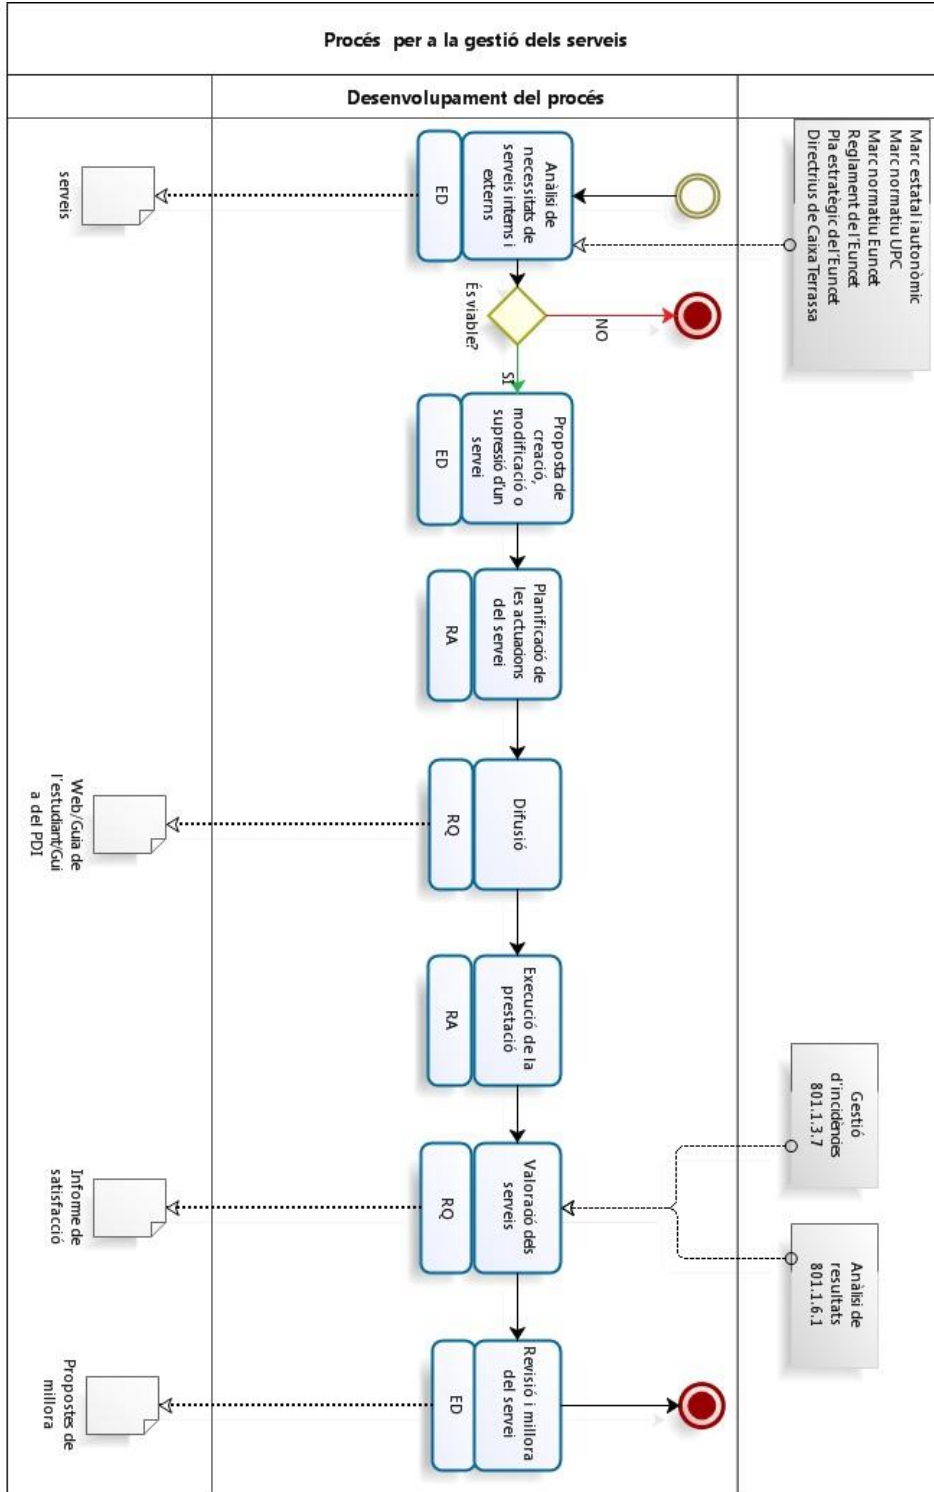 Procés per a la gestió dels serveis
Desenvolupament del procés
Marc estatal i autonòmic
Marc normatiu UPC
Marc normatiu Euncet
Reglament de l'Euncet
Pla estratègic de l'Euncet
Directrius de Caixa Terrassa
Anàlisi de
necessitats de
serveis interns i
externs
ED
serveis
És viable?
NO
SI
Proposta de
creació,
modificació o
supressió d'un
servei
ED
Planificació de
les actuacions
del servei
RA
Difusió
RQ
Web/Guia de
l'estudiant/Gui
a del PDI
Execució de la
prestació
RA
Gestió
d'incidències
801.1.3.7
Anàlisi de
resultats
801.1.6.1
Valoració dels
serveis
RQ
Informe de
satisfacció
Revisió i millora
del servei
ED
Propostes de
millora